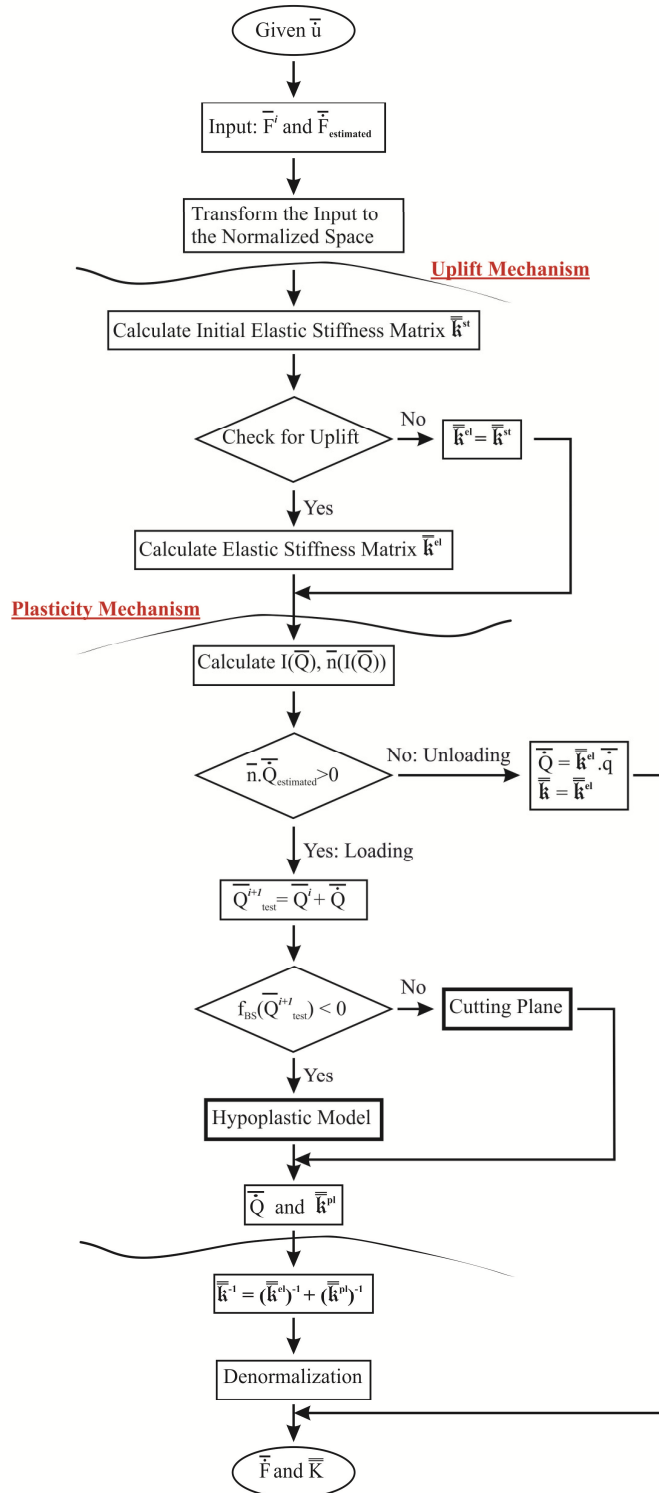 Given u̅̇
Input: F̅ⁱ and F̅̇estimated
Transform the Input to
the Normalized Space
Uplift Mechanism
Calculate Initial Elastic Stiffness Matrix k̿ˢᵗ
Check for Uplift
No
k̿ᵉˡ = k̿ˢᵗ
Yes
Calculate Elastic Stiffness Matrix k̿ᵉˡ
Plasticity Mechanism
Calculate I(Q̅), n̅(I(Q̅))
n̅.Q̅̇estimated>0
No: Unloading
Q̅̇ = k̿ᵉˡ.q̅̇
k̿ = k̿ᵉˡ
Yes: Loading
Q̅ⁱ⁺¹test = Q̅ⁱ + Q̅̇
fBS(Q̅ⁱ⁺¹test) < 0
No
Cutting Plane
Yes
Hypoplastic Model
Q̅̇ and k̿ᵖˡ
k̿⁻¹ = (k̿ᵉˡ)⁻¹ + (k̿ᵖˡ)⁻¹
Denormalization
F̅̇ and K̿